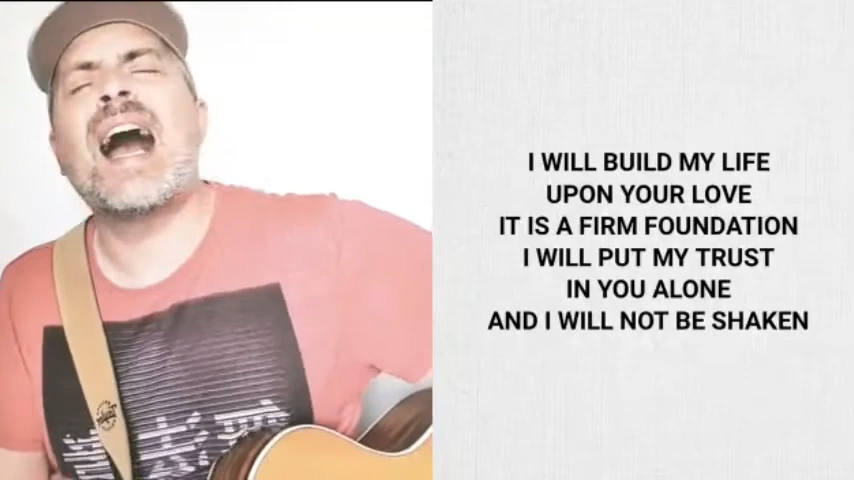 I WILL BUILD MY LIFE
UPON YOUR LOVE
IT IS A FIRM FOUNDATION
I WILL PUT MY TRUST
IN YOU ALONE
AND I WILL NOT BE SHAKEN